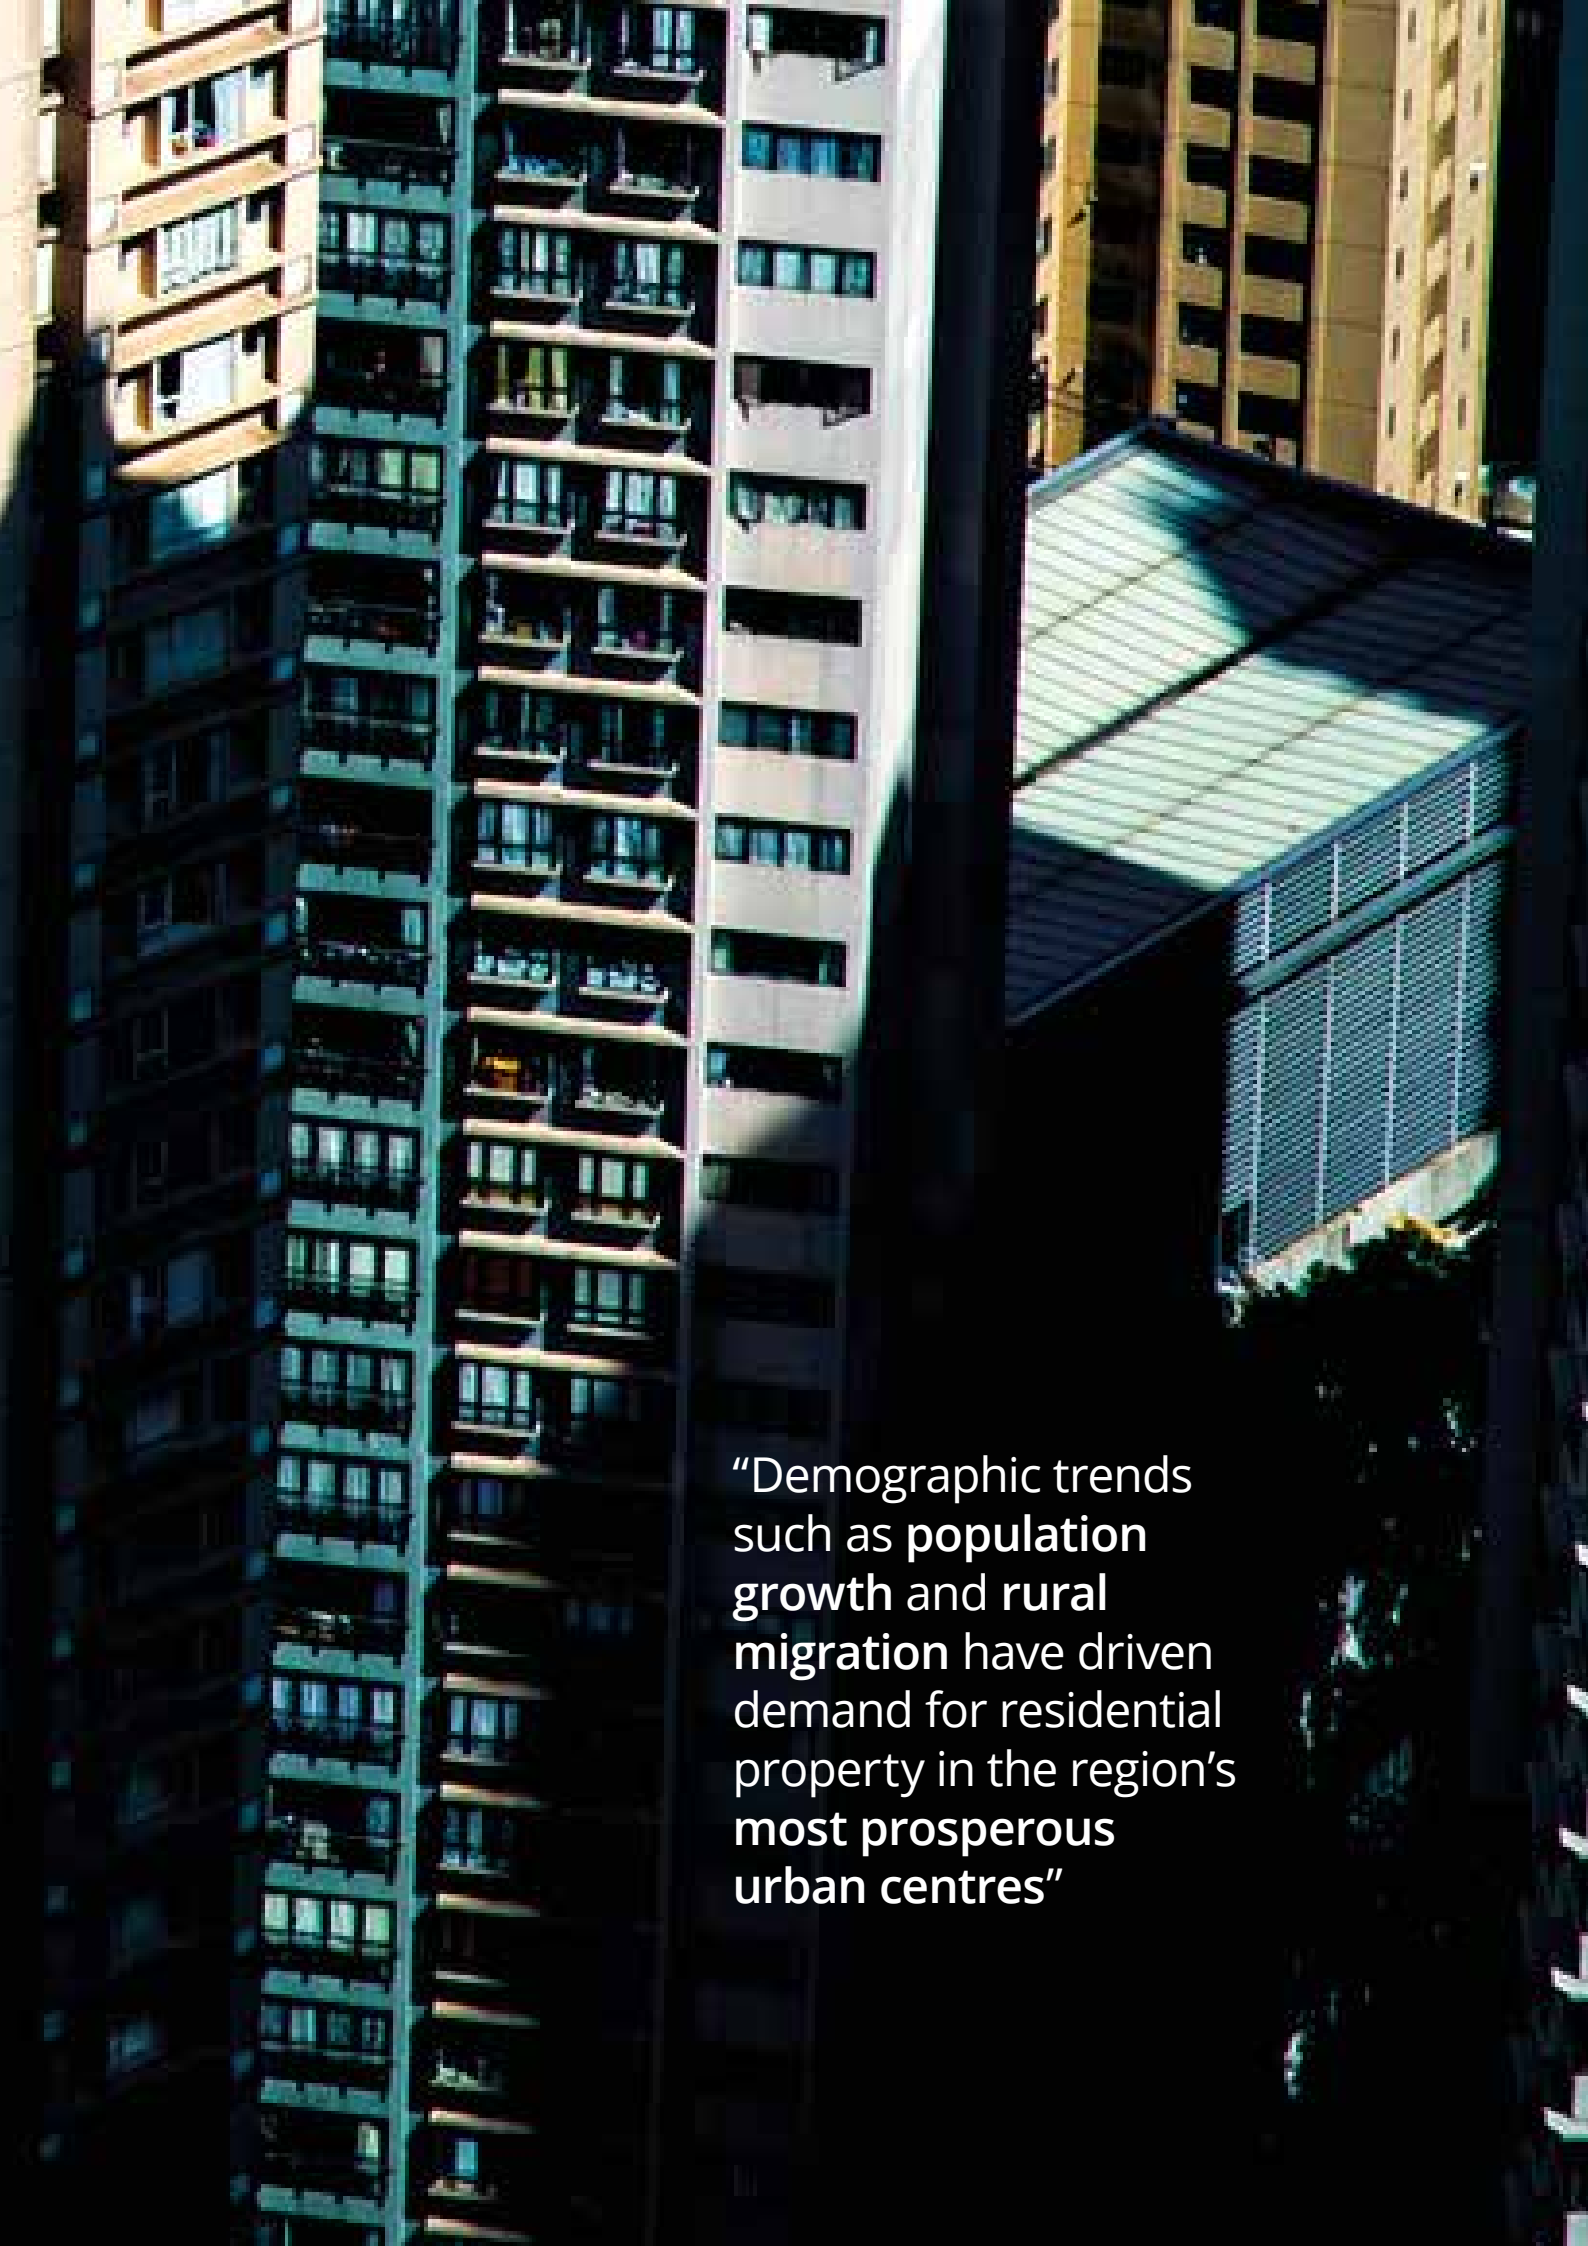 “Demographic trends
such as population
growth and rural
migration have driven
demand for residential
property in the region’s
most prosperous
urban centres”